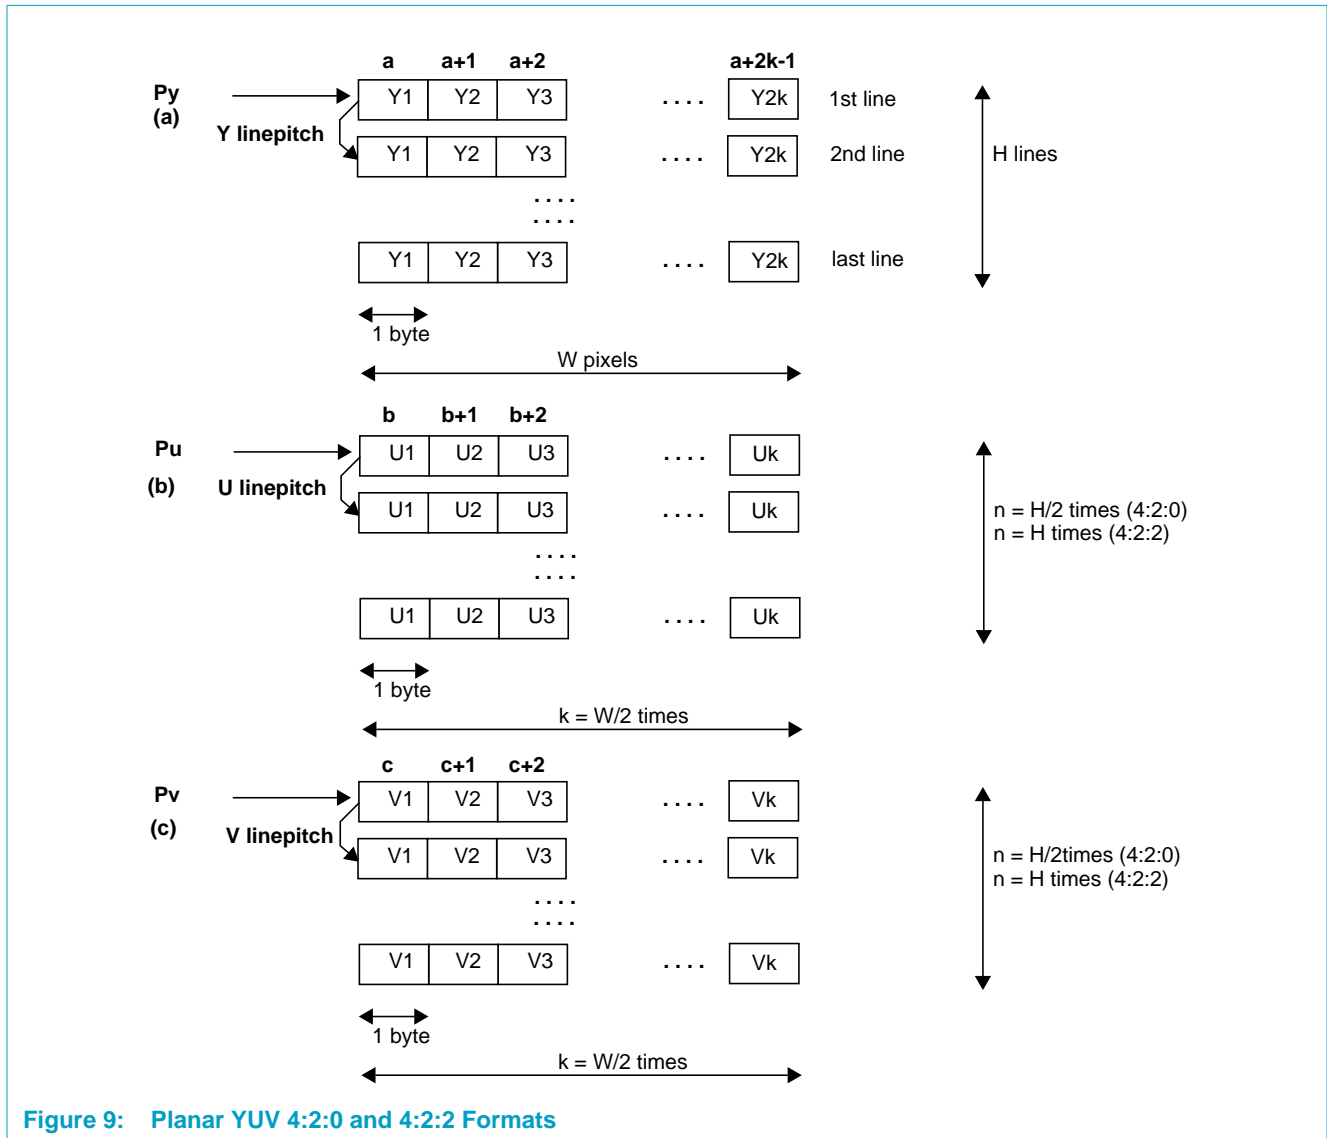 a a+1 a+2 a+2k-1
Py Y1 Y2 Y3 .... Y2k 1st line
(a)
Y linepitch
Y1 Y2 Y3 .... Y2k 2nd line H lines
....
....
Y1 Y2 Y3 .... Y2k last line
1 byte
W pixels
b b+1 b+2
Pu U1 U2 U3 .... Uk
(b) U linepitch
U1 U2 U3 .... Uk n = H/2 times (4:2:0)
n = H times (4:2:2)
....
....
U1 U2 U3 .... Uk
1 byte
k = W/2 times
c c+1 c+2
Pv V1 V2 V3 .... Vk
(c) V linepitch
V1 V2 V3 .... Vk n = H/2times (4:2:0)
n = H times (4:2:2)
....
....
V1 V2 V3 .... Vk
1 byte
k = W/2 times
Figure 9: Planar YUV 4:2:0 and 4:2:2 Formats